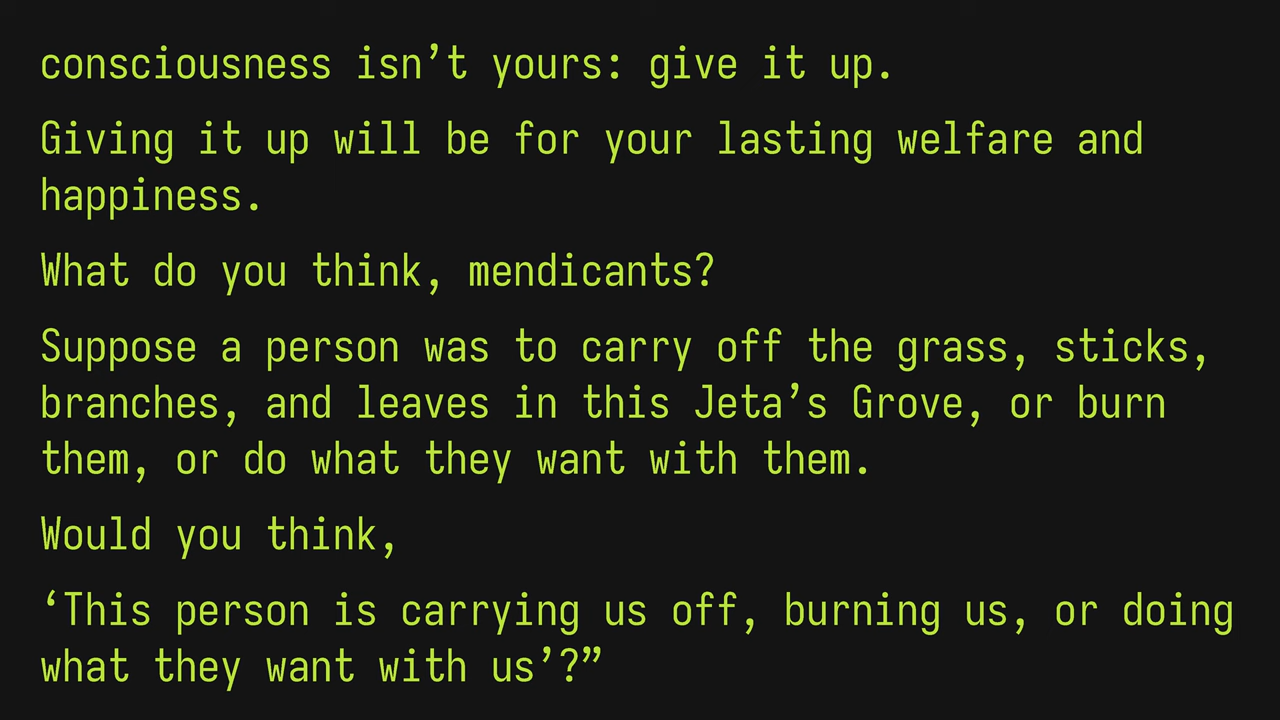 consciousness isn’t yours: give it up.
Giving it up will be for your lasting welfare and
happiness.
What do you think, mendicants?
Suppose a person was to carry off the grass, sticks,
branches, and leaves in this Jeta’s Grove, or burn
them, or do what they want with them.
Would you think,
‘This person is carrying us off, burning us, or doing
what they want with us’?”